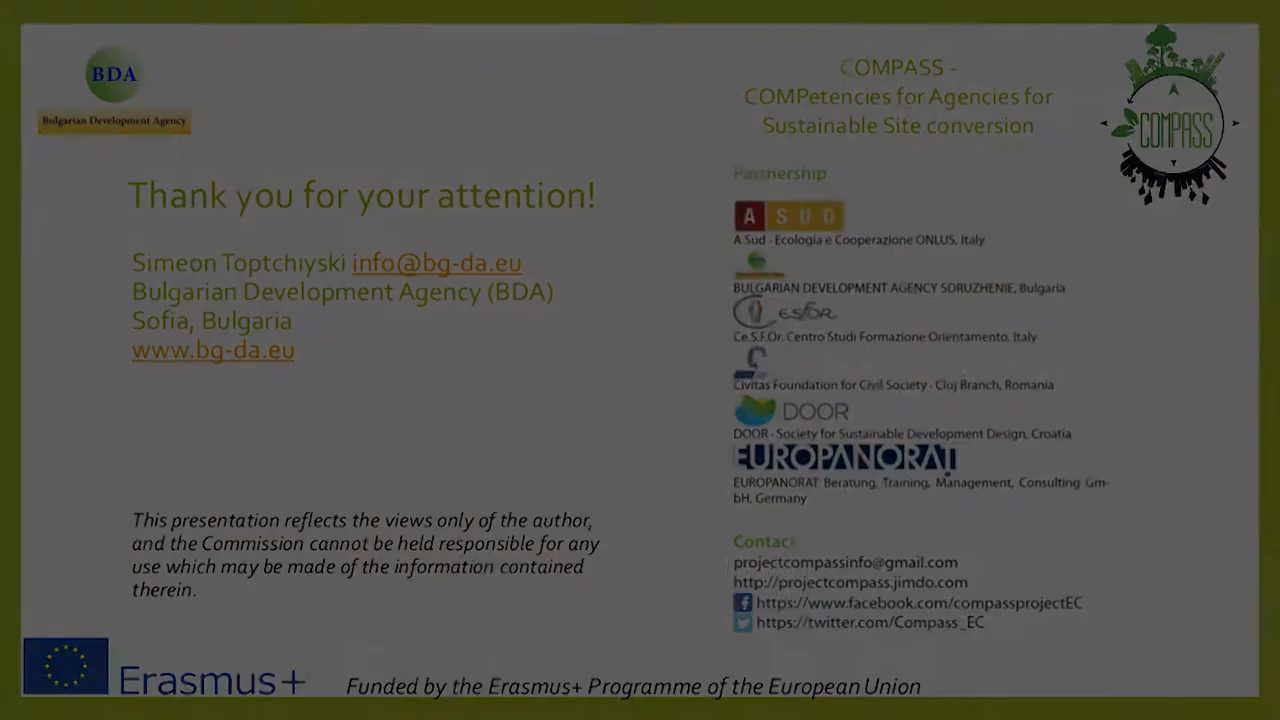 BDA
Bulgarian Development Agency
Thank you for your attention!
Simeon Toptchiyski info@bg-da.eu
Bulgarian Development Agency (BDA)
Sofia, Bulgaria
www.bg-da.eu
This presentation reflects the views only of the author,
and the Commission cannot be held responsible for any
use which may be made of the information contained
therein.
COMPASS -
COMPetencies for Agencies for
Sustainable Site conversion
COMPASS
Partnership
A SUD
A Sud - Ecologia e Cooperazione ONLUS, Italy
BULGARIAN DEVELOPMENT AGENCY SDRUZHENIE, Bulgaria
CESFOR
Ce.S.F.Or. Centro Studi Formazione Orientamento, Italy
Civitas Foundation for Civil Society - Cluj Branch, Romania
DOOR
DOOR - Society for Sustainable Development Design, Croatia
EUROPANORAT
EUROPANORAT Beratung, Training, Management, Consulting Gm-
bH, Germany
Contact
projectcompassinfo@gmail.com
http://projectcompass.jimdo.com
https://www.facebook.com/compassprojectEC
https://twitter.com/Compass_EC
Erasmus+
Funded by the Erasmus+ Programme of the European Union